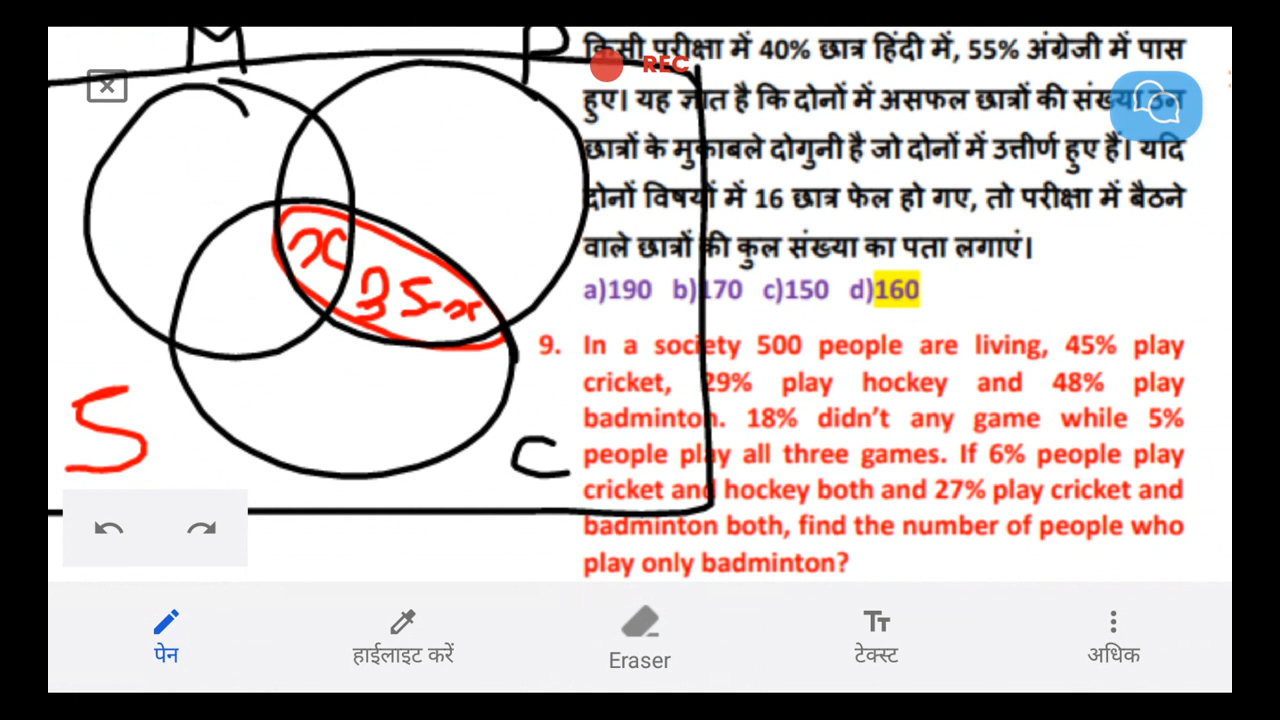 M
B
किसी परीक्षा में 40% छात्र हिंदी में, 55% अंग्रेजी में पास
REC
हुए। यह ज्ञात है कि दोनों में असफल छात्रों की संख्या उन
छात्रों के मुकाबले दोगुनी है जो दोनों में उत्तीर्ण हुए हैं। यदि
दोनों विषयों में 16 छात्र फेल हो गए, तो परीक्षा में बैठने
वाले छात्रों की कुल संख्या का पता लगाएं।
a)190 b)170 c)150 d)160
x
35-x
9. In a society 500 people are living, 45% play
cricket, 29% play hockey and 48% play
badminton. 18% didn't any game while 5%
people play all three games. If 6% people play
cricket and hockey both and 27% play cricket and
badminton both, find the number of people who
play only badminton?
S
C
पेन
हाईलाइट करें
Eraser
Tт
टेक्स्ट
अधिक